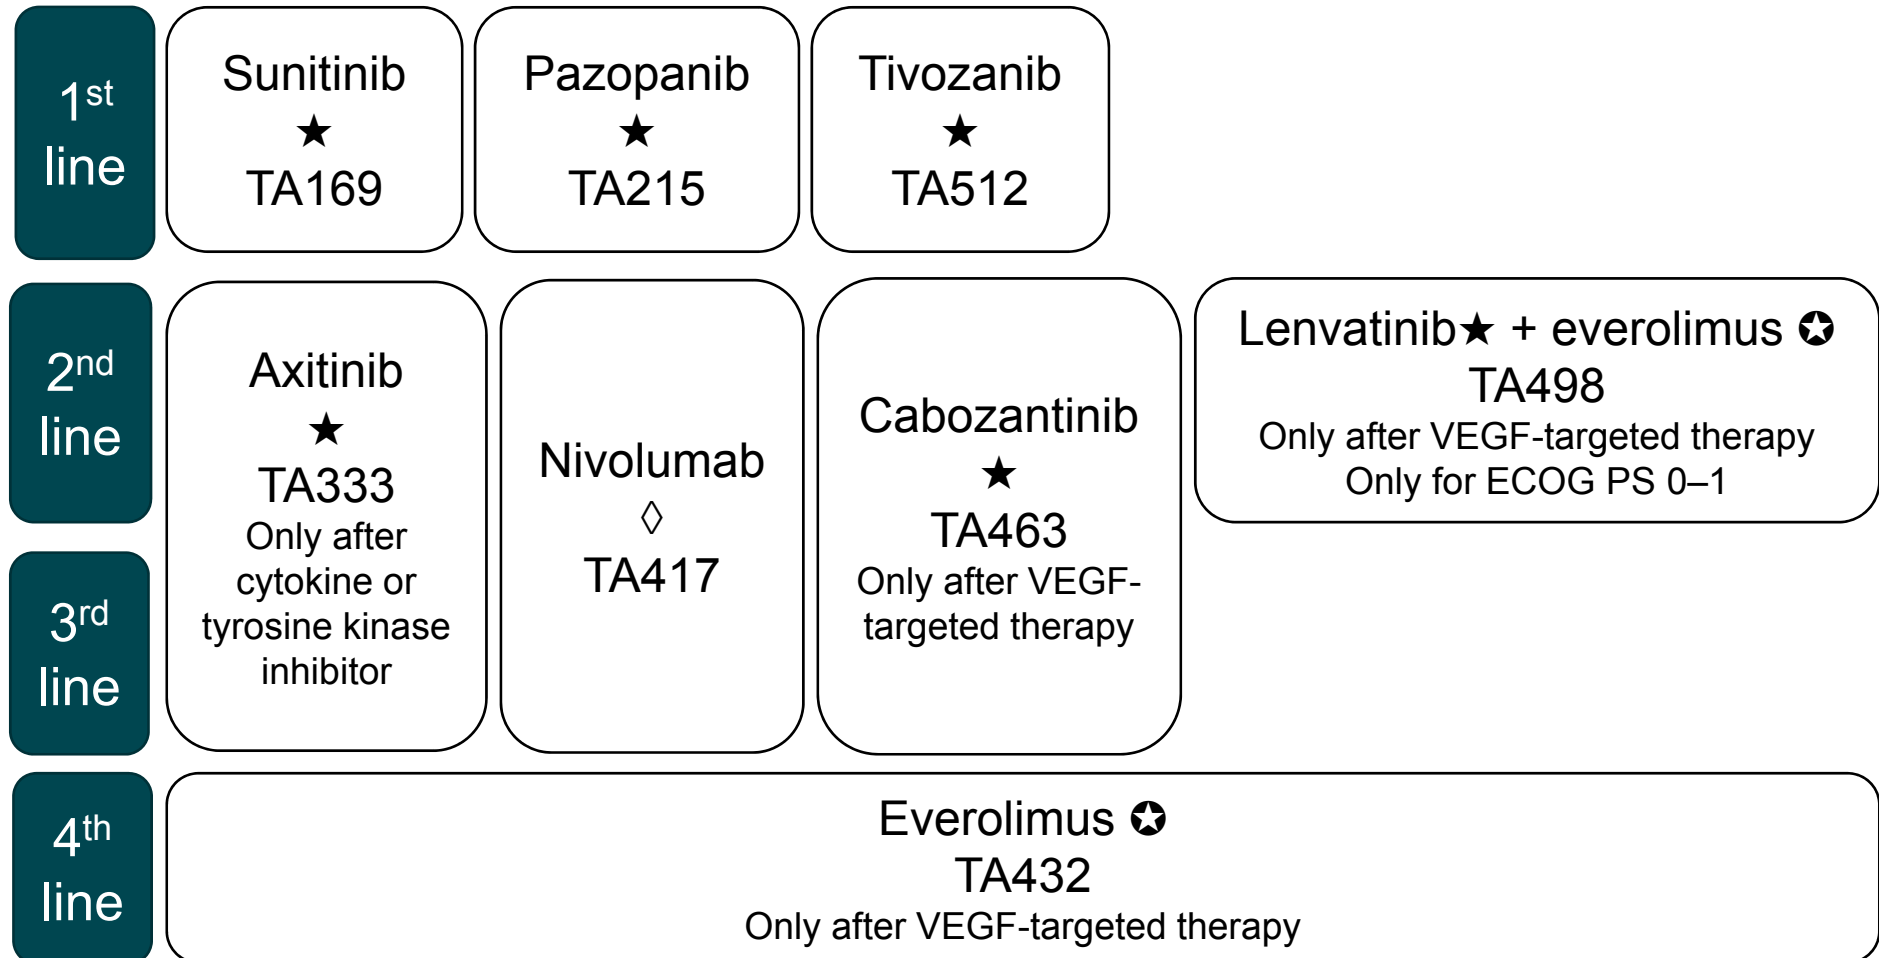 1st
line
Sunitinib
★
TA169
Pazopanib
★
TA215
Tivozanib
★
TA512
2nd
line
3rd
line
Axitinib
★
TA333
Only after
cytokine or
tyrosine kinase
inhibitor
Nivolumab
◊
TA417
Cabozantinib
★
TA463
Only after VEGF-
targeted therapy
Lenvatinib★ + everolimus ✪
TA498
Only after VEGF-targeted therapy
Only for ECOG PS 0–1
4th
line
Everolimus ✪
TA432
Only after VEGF-targeted therapy